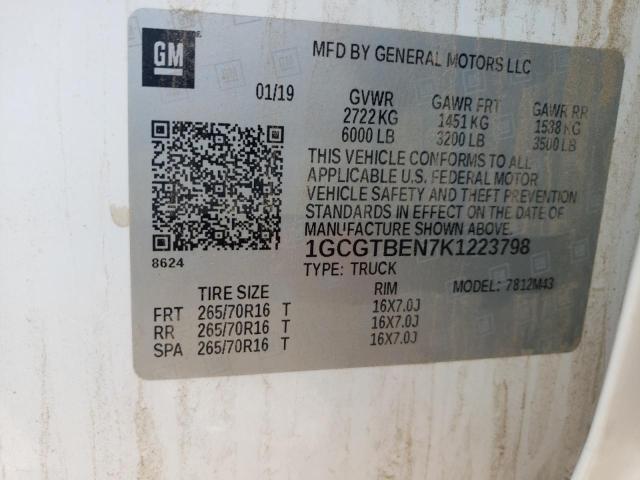 GM
MFD BY GENERAL MOTORS LLC
01/19 GVWR GAWR FRT GAWR RR
2722 KG 1451 KG 1538 KG
6000 LB 3200 LB 3500 LB
THIS VEHICLE CONFORMS TO ALL
APPLICABLE U.S. FEDERAL MOTOR
VEHICLE SAFETY AND THEFT PREVENTION
STANDARDS IN EFFECT ON THE DATE OF
MANUFACTURE SHOWN ABOVE.
8624 1GCGTBEN7K1223798
TYPE: TRUCK
TIRE SIZE RIM MODEL: 7812M43
FRT 265/70R16 T 16X7.0J
RR 265/70R16 T 16X7.0J
SPA 265/70R16 T 16X7.0J